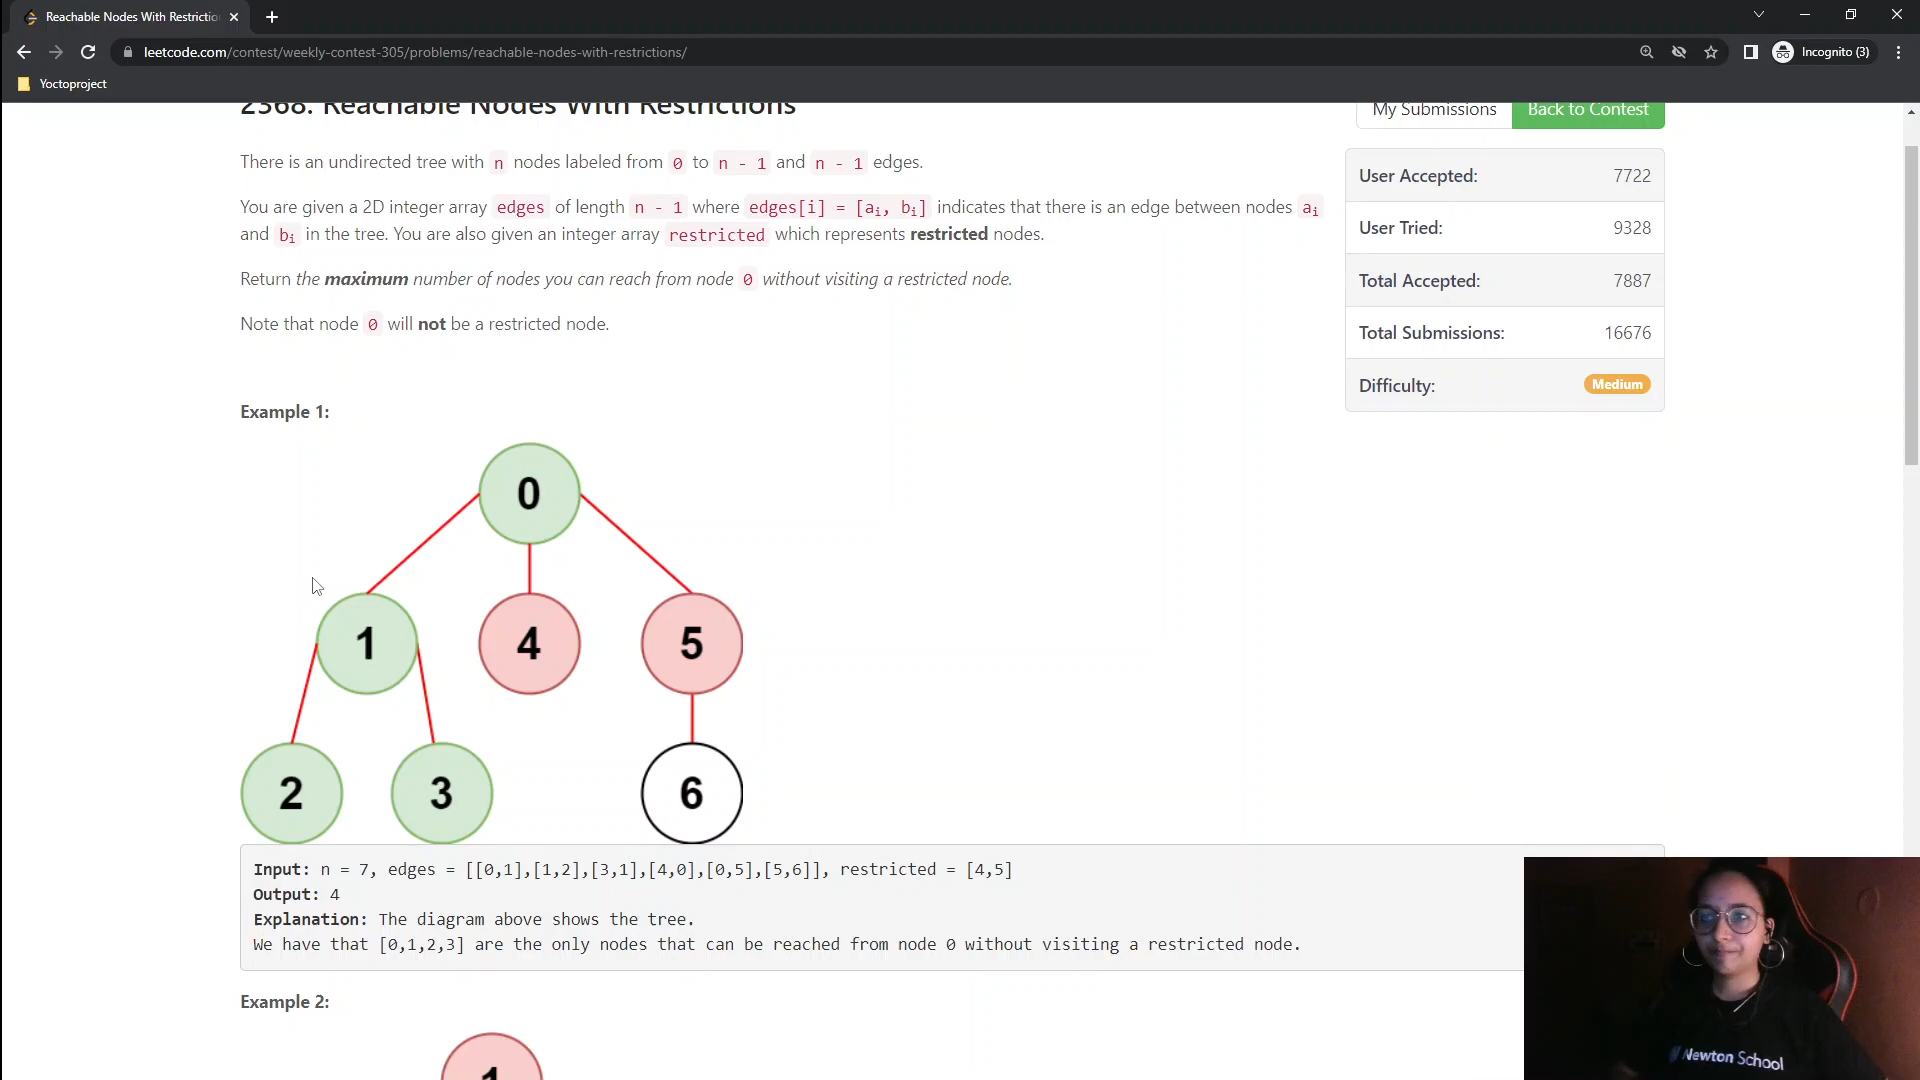 Reachable Nodes With Restrictio
leetcode.com/contest/weekly-contest-305/problems/reachable-nodes-with-restrictions/
Incognito (3)
Yoctoproject
2368. Reachable Nodes With Restrictions
My Submissions
Back to Contest
There is an undirected tree with n nodes labeled from 0 to n - 1 and n - 1 edges.
You are given a 2D integer array edges of length n - 1 where edges[i] = [ai, bi] indicates that there is an edge between nodes ai
and bi in the tree. You are also given an integer array restricted which represents restricted nodes.
Return the maximum number of nodes you can reach from node 0 without visiting a restricted node.
Note that node 0 will not be a restricted node.
User Accepted: 7722
User Tried: 9328
Total Accepted: 7887
Total Submissions: 16676
Difficulty: Medium
Example 1:
0
1 4 5
2 3 6
Input: n = 7, edges = [[0,1],[1,2],[3,1],[4,0],[0,5],[5,6]], restricted = [4,5]
Output: 4
Explanation: The diagram above shows the tree.
We have that [0,1,2,3] are the only nodes that can be reached from node 0 without visiting a restricted node.
Example 2:
1
Newton School